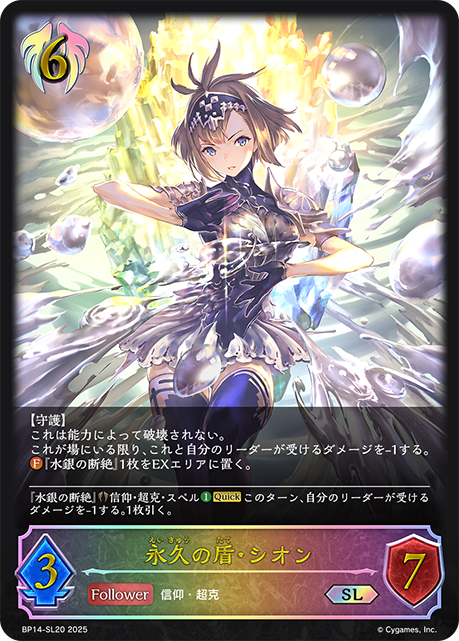 6
【守護】
これは能力によって破壊されない。
これが場にいる限り、これと自分のリーダーが受けるダメージを-1する。
F『水銀の断絶』1枚をEXエリアに置く。
『水銀の断絶』信仰・超克・スペル 1 Quick このターン、自分のリーダーが受ける
ダメージを-1する。1枚引く。
えいきゅう たて
永久の盾・シオン
3
Follower 信仰・超克
SL
7
BP14-SL20 2025
© Cygames, Inc.